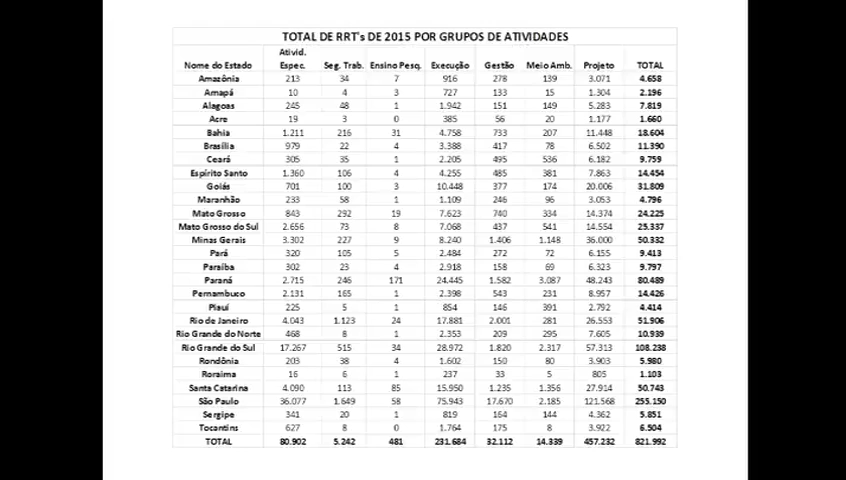 TOTAL DE RRT's DE 2015 POR GRUPOS DE ATIVIDADES
Nome do Estado Ativid. Espec. Seg. Trab. Ensino Pesq. Execução Gestão Meio Amb. Projeto TOTAL
Amazônia 213 34 7 916 278 139 3.071 4.658
Amapá 10 4 3 727 133 15 1.304 2.196
Alagoas 245 48 1 1.942 151 149 5.283 7.819
Acre 19 3 0 385 56 20 1.177 1.660
Bahia 1.211 216 31 4.758 733 207 11.448 18.604
Brasília 979 22 4 3.388 417 78 6.502 11.390
Ceará 305 35 1 2.205 495 536 6.182 9.759
Espírito Santo 1.360 106 4 4.255 485 381 7.863 14.454
Goiás 701 100 3 10.448 377 174 20.006 31.809
Maranhão 233 58 1 1.109 246 96 3.053 4.796
Mato Grosso 843 292 19 7.623 740 334 14.374 24.225
Mato Grosso do Sul 2.656 73 8 7.068 437 541 14.554 25.337
Minas Gerais 3.302 227 9 8.240 1.406 1.148 36.000 50.332
Pará 320 105 5 2.484 272 72 6.155 9.413
Paraíba 302 23 4 2.918 158 69 6.323 9.797
Paraná 2.715 246 171 24.445 1.582 3.087 48.243 80.489
Pernambuco 2.131 165 1 2.398 543 231 8.957 14.426
Piauí 225 5 1 854 146 391 2.792 4.414
Rio de Janeiro 4.043 1.123 24 17.881 2.001 281 26.553 51.906
Rio Grande do Norte 468 8 1 2.353 209 295 7.605 10.939
Rio Grande do Sul 17.267 515 34 28.972 1.820 2.317 57.313 108.238
Rondônia 203 38 4 1.602 150 80 3.903 5.980
Roraima 16 6 1 237 33 5 805 1.103
Santa Catarina 4.090 113 85 15.950 1.235 1.356 27.914 50.743
São Paulo 36.077 1.649 58 75.943 17.670 2.185 121.568 255.150
Sergipe 341 20 1 819 164 144 4.362 5.851
Tocantins 627 8 0 1.764 175 8 3.922 6.504
TOTAL 80.902 5.242 481 231.684 32.112 14.339 457.232 821.992